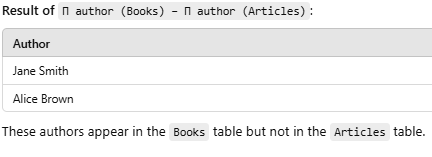 Result of Π author (Books) – Π author (Articles):
Author
Jane Smith
Alice Brown
These authors appear in the Books table but not in the Articles table.